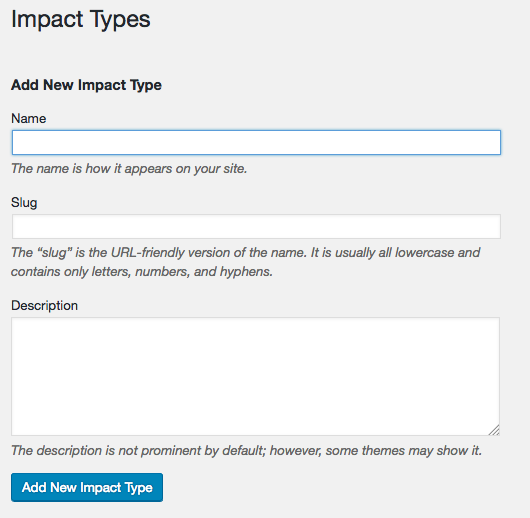 Impact Types
Add New Impact Type
Name
The name is how it appears on your site.
Slug
The “slug” is the URL-friendly version of the name. It is usually all lowercase and
contains only letters, numbers, and hyphens.
Description
The description is not prominent by default; however, some themes may show it.
Add New Impact Type